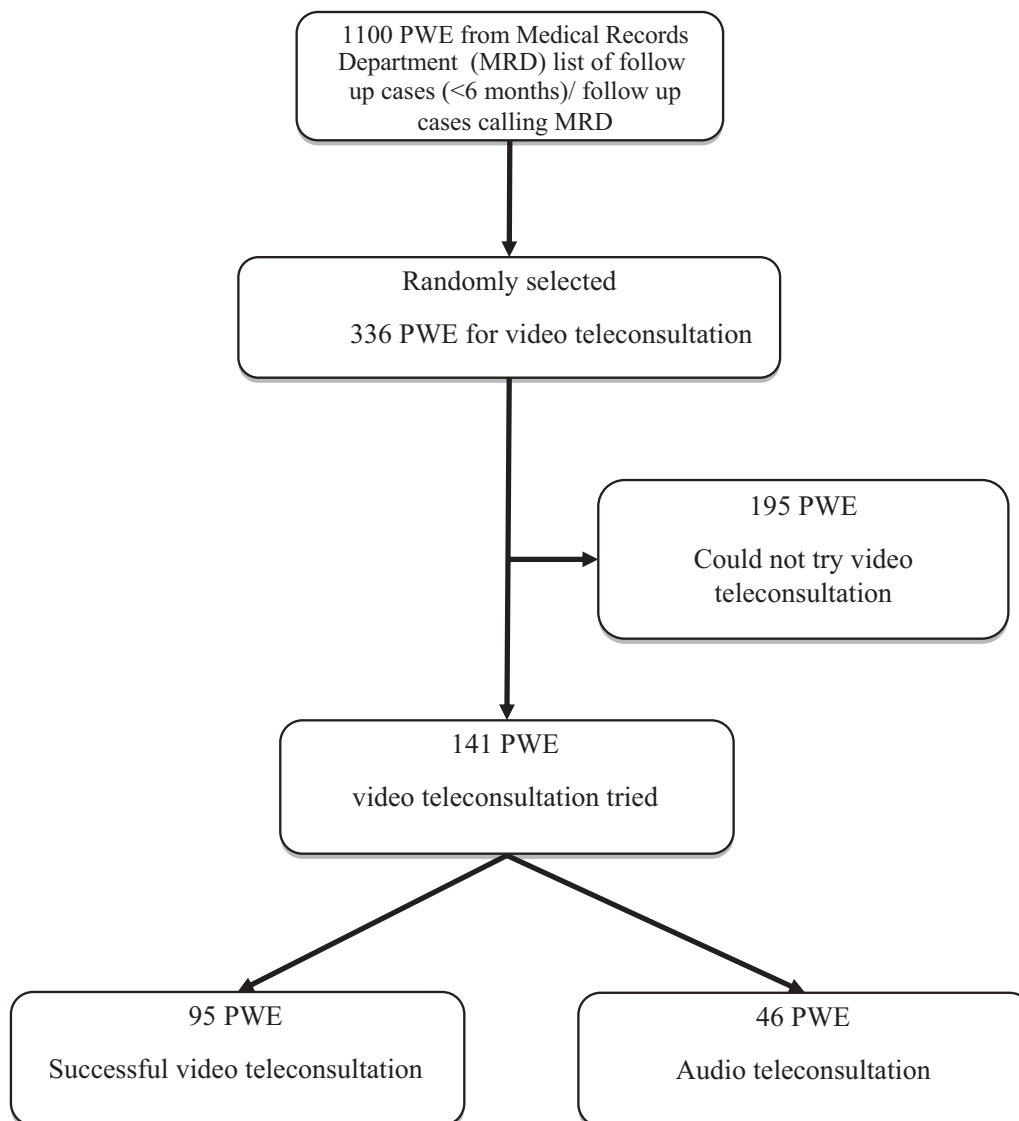 1100 PWE from Medical Records
Department (MRD) list of follow
up cases (<6 months)/ follow up
cases calling MRD
Randomly selected
336 PWE for video teleconsultation
195 PWE
Could not try video
teleconsultation
141 PWE
video teleconsultation tried
95 PWE
Successful video teleconsultation
46 PWE
Audio teleconsultation